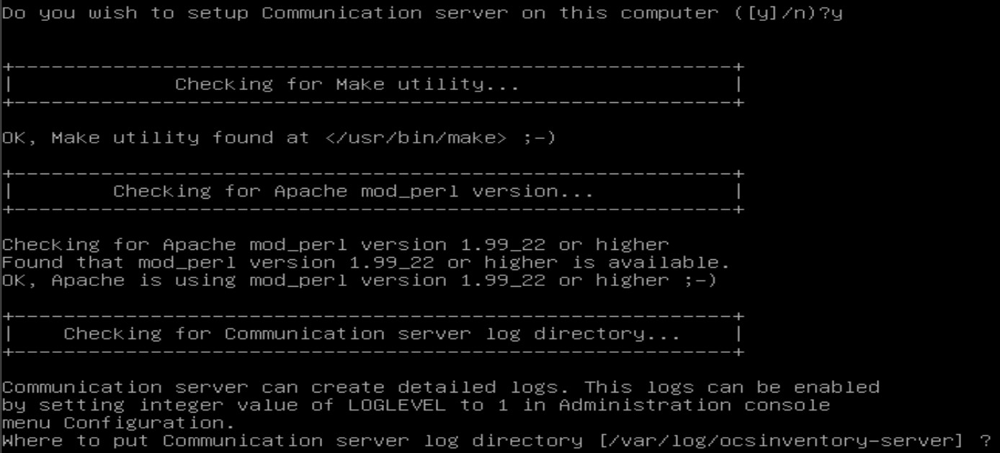 Do you wish to setup Communication server on this computer ([y]/n)?y
+----------------------------------------------------------+
|             Checking for Make utility...                 |
+----------------------------------------------------------+
OK, Make utility found at </usr/bin/make> ;-)
+----------------------------------------------------------+
|        Checking for Apache mod_perl version...           |
+----------------------------------------------------------+
Checking for Apache mod_perl version 1.99_22 or higher
Found that mod_perl version 1.99_22 or higher is available.
OK, Apache is using mod_perl version 1.99_22 or higher ;-)
+----------------------------------------------------------+
|    Checking for Communication server log directory...    |
+----------------------------------------------------------+
Communication server can create detailed logs. This logs can be enabled
by setting integer value of LOGLEVEL to 1 in Administration console
menu Configuration.
Where to put Communication server log directory [/var/log/ocsinventory-server] ?